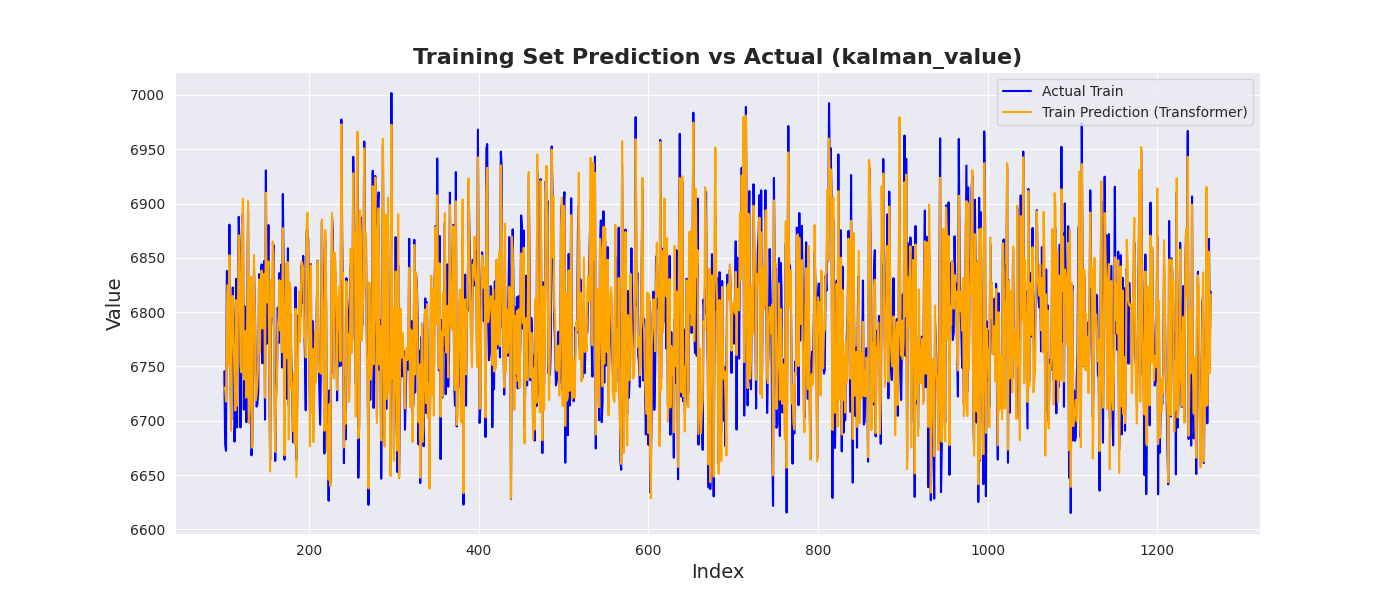 Training Set Prediction vs Actual (kalman_value)
Actual Train
Train Prediction (Transformer)
Value
7000
6950
6900
6850
6800
6750
6700
6650
6600
200 400 600 800 1000 1200
Index